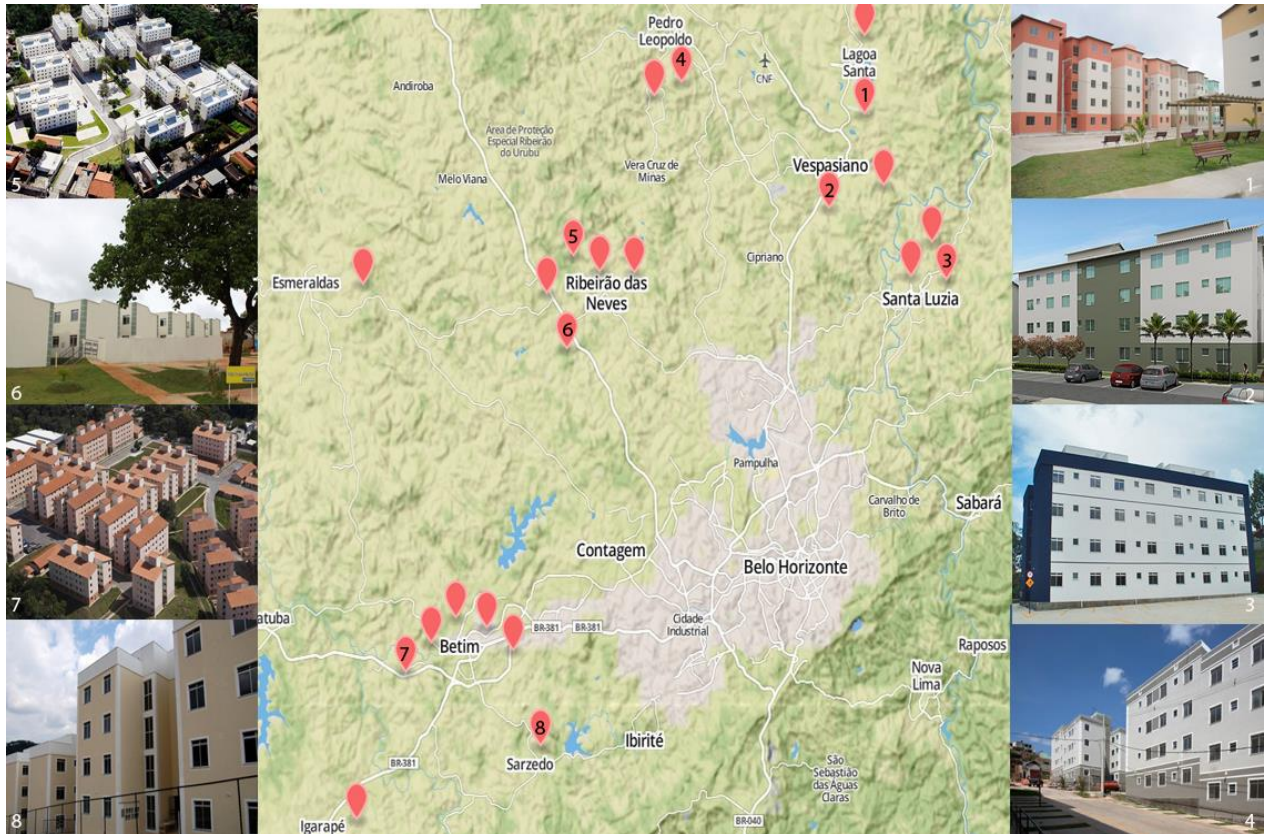 5
6
7
8
Pedro
Leopoldo
4
CNF
Lagoa
Santa
1
Andiroba
Área de Proteção
Especial Ribeirão
do Urubu
Vera Cruz de
Minas
Vespasiano
2
Melo Viana
5
Cipriano
3
Esmeraldas
Ribeirão das
Neves
Santa Luzia
6
Pampulha
Carvalho de
Brito
Sabará
Contagem
Belo Horizonte
Cidade
Industrial
BR-381
BR-381
atuba
Betim
7
Raposos
Nova
Lima
8
Sarzedo
Ibirité
BR-381
São
Sebastião
das Águas
Claras
Igarapé
BR-040
1
2
3
4